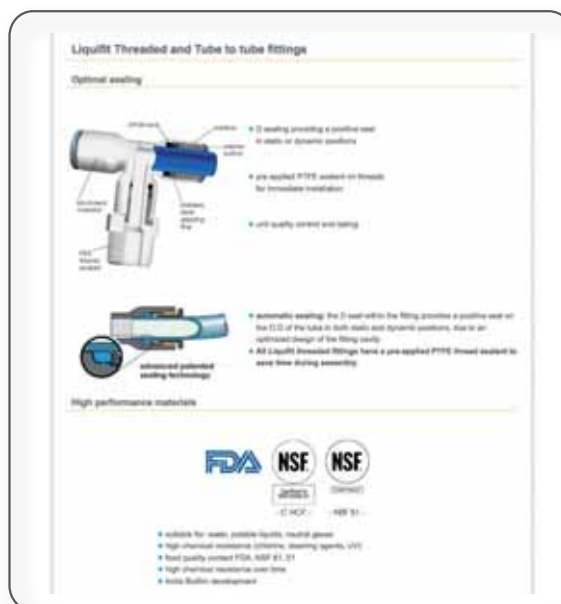 Liquifit Threaded and Tube to tube fittings
Optimal sealing
D sealing providing a positive seal
in static or dynamic positions
pre-applied PTFE sealant on threads
for immediate installation
unit quality control and dating
automatic sealing: the D seal within the fitting provides a positive seal on
the O.D of the tube in both static and dynamic positions, due to an
optimized design of the fitting cavity
All Liquifit threaded fittings have a pre-applied PTFE thread sealant to
save time during assembly
advanced patented
sealing technology
High performance materials
FDA NSF. NSF.
- C HCF - - NSF 51 -
suitable for water, potable liquids, neutral gases
high chemical resistance (chlorine, cleaning agents, UV)
food quality contact FDA, NSF 61, 51
high chemical resistance over time
limits Biofilm development